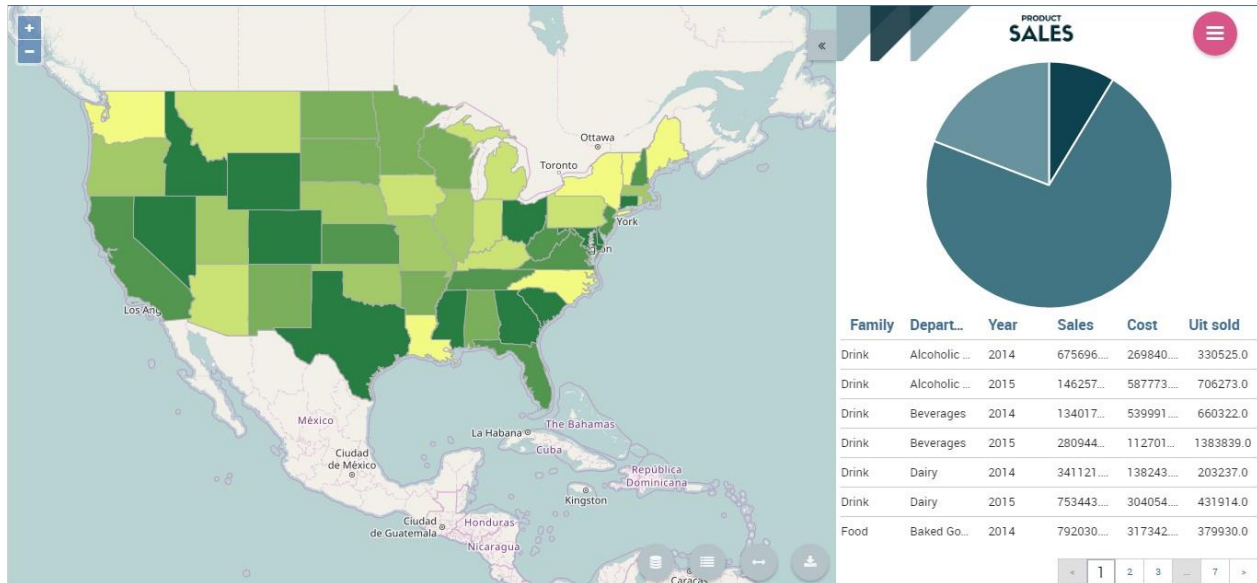 +
−
«
PRODUCT
SALES
Ottawa
Toronto
York
on
Los Ang
México
Ciudad
de México
La Habana
The Bahamas
Cuba
República
Dominicana
Kingston
Ciudad
de Guatemala
Honduras
Nicaragua
Caracas
Family Depart... Year Sales Cost Uit sold
Drink Alcoholic ... 2014 675696.... 269840.... 330525.0
Drink Alcoholic ... 2015 146257... 587773.... 706273.0
Drink Beverages 2014 134017... 539991.... 660322.0
Drink Beverages 2015 280944... 112701... 1383839.0
Drink Dairy 2014 341121... 138243... 203237.0
Drink Dairy 2015 753443... 304054... 431914.0
Food Baked Go... 2014 792030.... 317342... 379930.0
« 1 2 3 ... 7 »